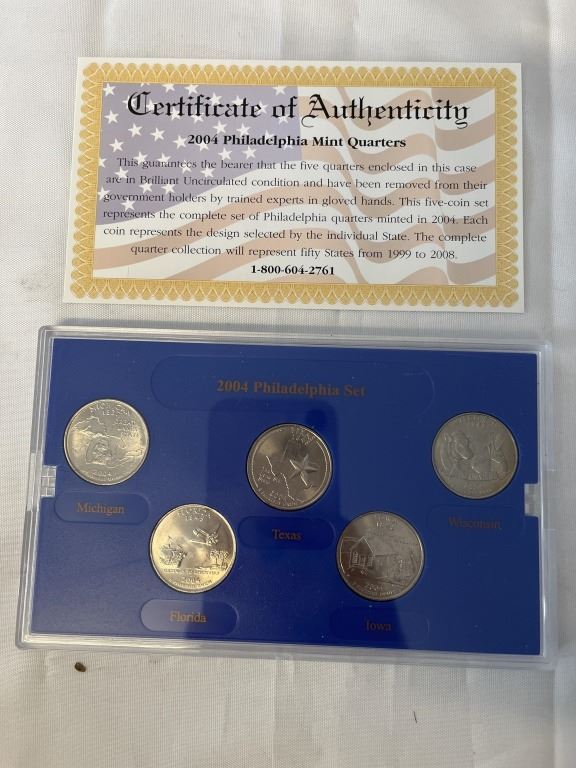 Certificate of Authenticity
2004 Philadelphia Mint Quarters
This guarantees the bearer that the five quarters enclosed in this case
are in Brilliant Uncirculated condition and have been removed from their
government holders by trained experts in gloved hands. This five-coin set
represents the complete set of Philadelphia quarters minted in 2004. Each
coin represents the design selected by the individual State. The complete
quarter collection will represent fifty States from 1999 to 2008.
1-800-604-2761
2004 Philadelphia Set
Michigan
Texas
Wisconsin
FLORIDA
1845
2004
2004
Florida
Iowa